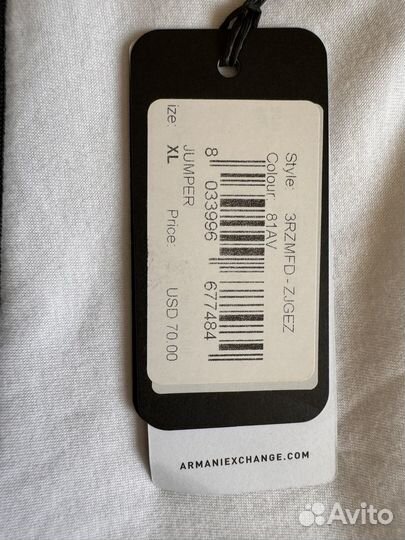 Style: 3RZMFD - ZJGEZ
Colour: 81AV
8 033996 677484
JUMPER
ize: XL Price: USD 70.00
ARMANIEXCHANGE.COM
Avito